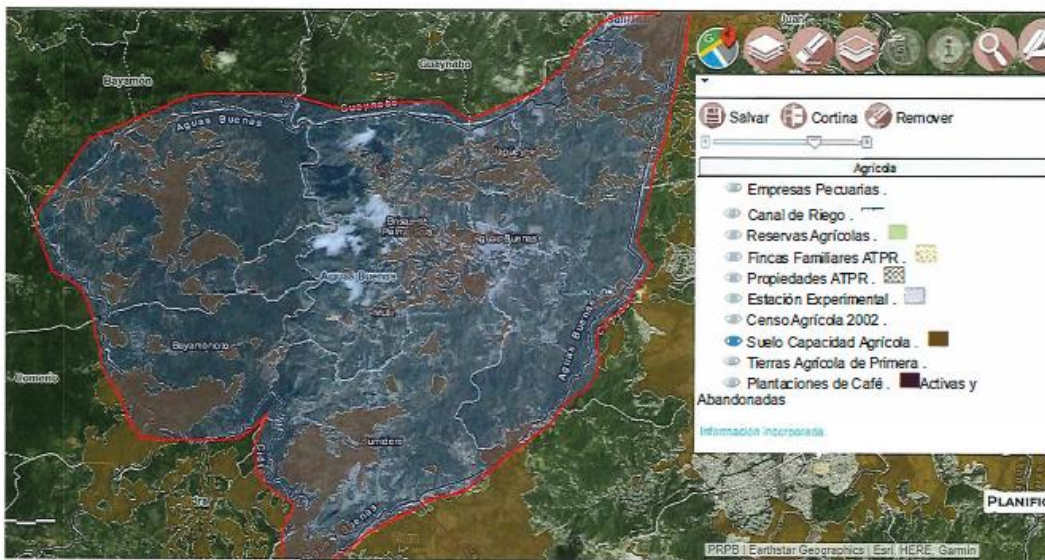 Juan
Guaynabo
Bayamón
Guaynabo
Aguas Buenas
Aguas Buenas
Aguas Buenas
Bayamoncito
Aguas Buenas
Sumidero
Salvar Cortina Remover
Agrícola
Empresas Pecuarias .
Canal de Riego .
Reservas Agrícolas .
Fincas Familiares ATPR .
Propiedades ATPR .
Estación Experimental .
Censo Agrícola 2002 .
Suelo Capacidad Agrícola .
Tierras Agrícola de Primera .
Plantaciones de Café . Activas y
Abandonadas
Información incorporada.
PLANIFIC
PRPB | Earthstar Geographics | Esri, HERE, Garmin